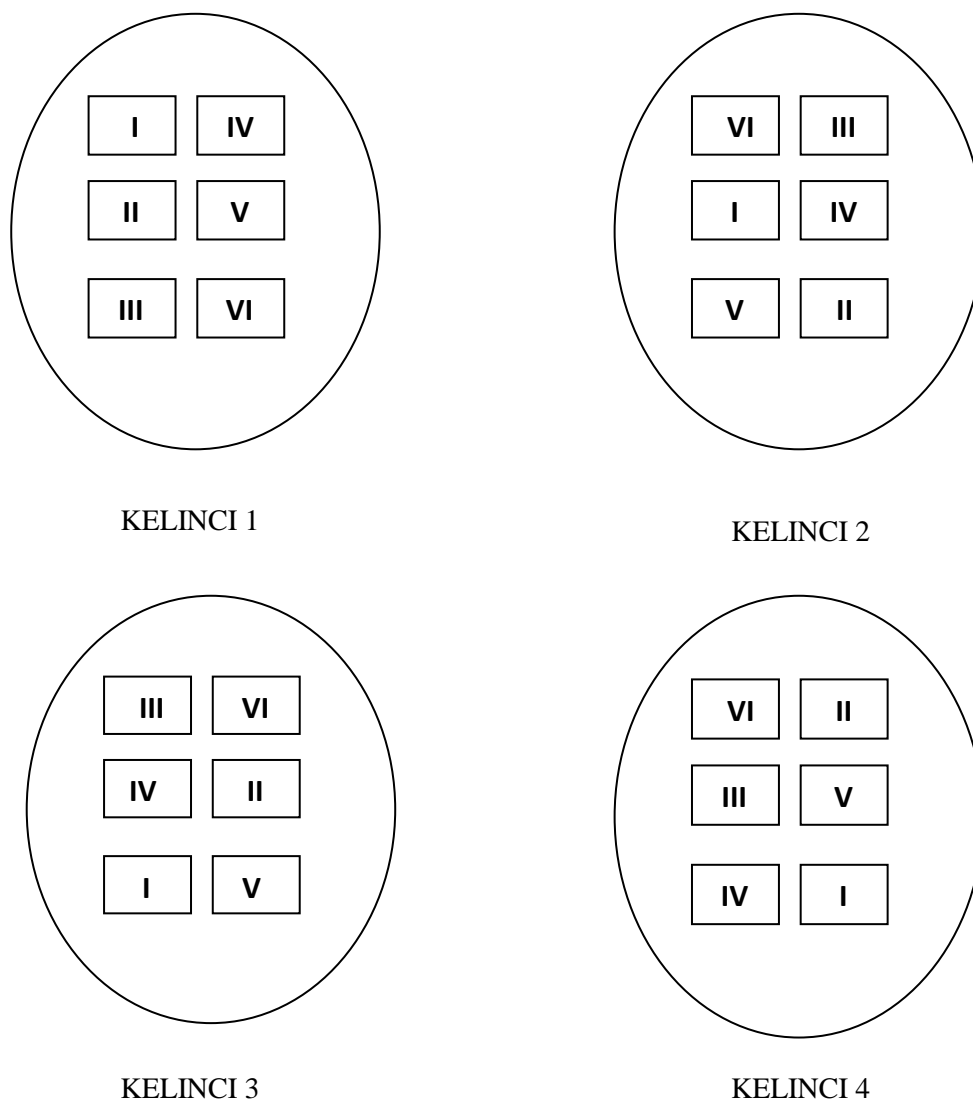 I IV
II V
III VI
KELINCI 1
VI III
I IV
V II
KELINCI 2
III VI
IV II
I V
KELINCI 3
VI II
III V
IV I
KELINCI 4